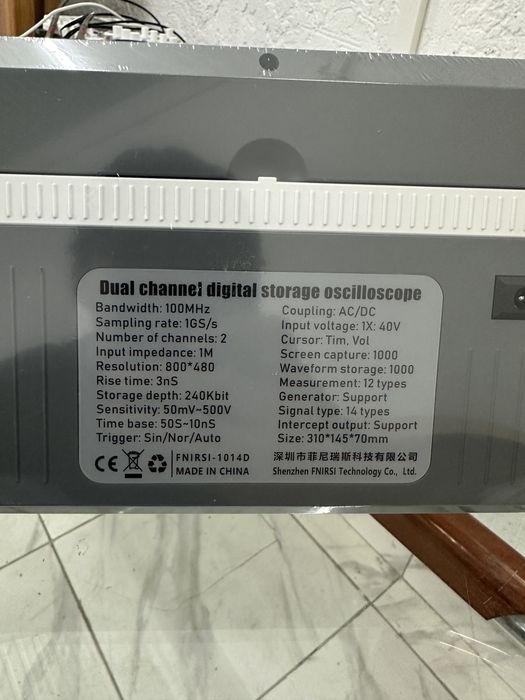 Dual channel digital storage oscilloscope
Bandwidth: 100MHz
Sampling rate: 1GS/s
Number of channels: 2
Input impedance: 1M
Resolution: 800*480
Rise time: 3nS
Storage depth: 240Kbit
Sensitivity: 50mV~500V
Time base: 50S~10nS
Trigger: Sin/Nor/Auto
Coupling: AC/DC
Input voltage: 1X: 40V
Cursor: Tim, Vol
Screen capture: 1000
Waveform storage: 1000
Measurement: 12 types
Generator: Support
Signal type: 14 types
Intercept output: Support
Size: 310*145*70mm
CE
FNIRSI-1014D
MADE IN CHINA
深圳市菲尼瑞斯科技有限公司
Shenzhen FNIRSI Technology Co., Ltd.